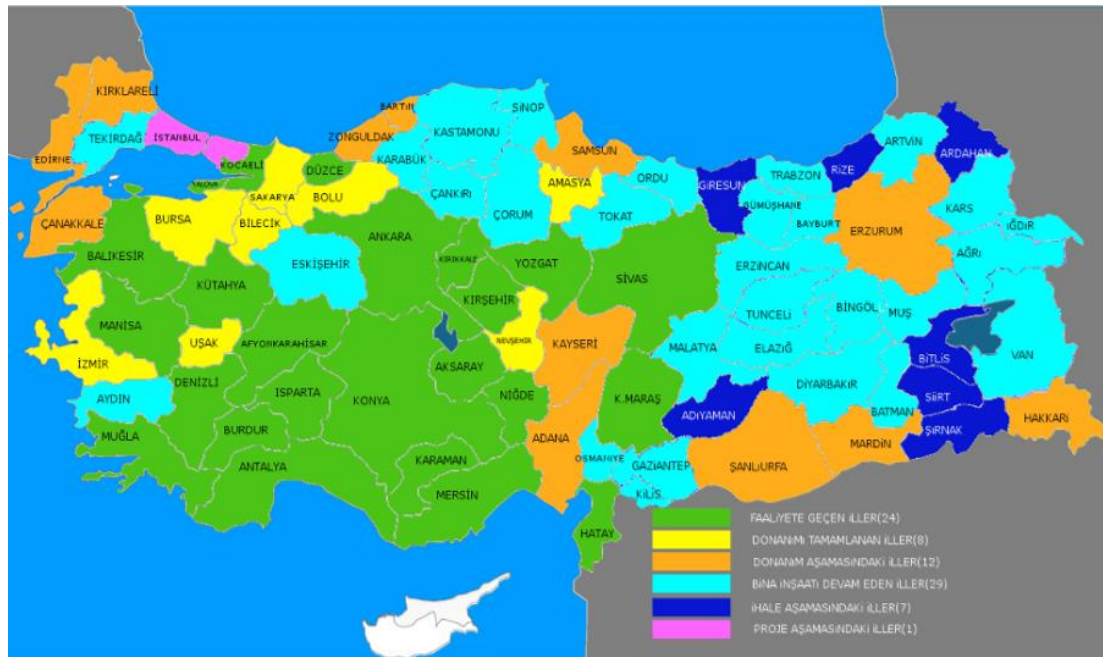 KIRKLARELİ
EDİRNE
TEKİRDAĞ
İSTANBUL
KOCAELİ
YALOVA
ÇANAKKALE
BURSA
BİLECİK
SAKARYA
DÜZCE
BOLU
ZONGULDAK
BARTIN
KARABÜK
KASTAMONU
SİNOP
ÇANKIRI
ÇORUM
SAMSUN
AMASYA
TOKAT
ORDU
GİRESUN
TRABZON
GÜMÜŞHANE
BAYBURT
RİZE
ARTVİN
ARDAHAN
KARS
IĞDIR
AĞRI
ERZURUM
ERZİNCAN
BALIKESİR
KÜTAHYA
ESKİŞEHİR
ANKARA
KIRIKKALE
YOZGAT
SİVAS
KIRŞEHİR
NEVŞEHİR
KAYSERİ
MANİSA
İZMİR
UŞAK
AFYONKARAHİSAR
AKSARAY
NİĞDE
KONYA
AYDIN
DENİZLİ
ISPARTA
BURDUR
MUĞLA
ANTALYA
KARAMAN
MERSİN
ADANA
OSMANİYE
HATAY
K.MARAŞ
GAZİANTEP
KİLİS
MALATYA
ADIYAMAN
TUNCELİ
ELAZIĞ
BİNGÖL
MUŞ
DİYARBAKIR
BATMAN
BİTLİS
VAN
SİİRT
ŞIRNAK
HAKKARİ
MARDİN
ŞANLIURFA
FAALİYETE GEÇEN İLLER(24)
DONANIMI TAMAMLANAN İLLER(8)
DONANIM AŞAMASINDAKİ İLLER(12)
BİNA İNŞAATI DEVAM EDEN İLLER(29)
İHALE AŞAMASINDAKİ İLLER(7)
PROJE AŞAMASINDAKİ İLLER(1)